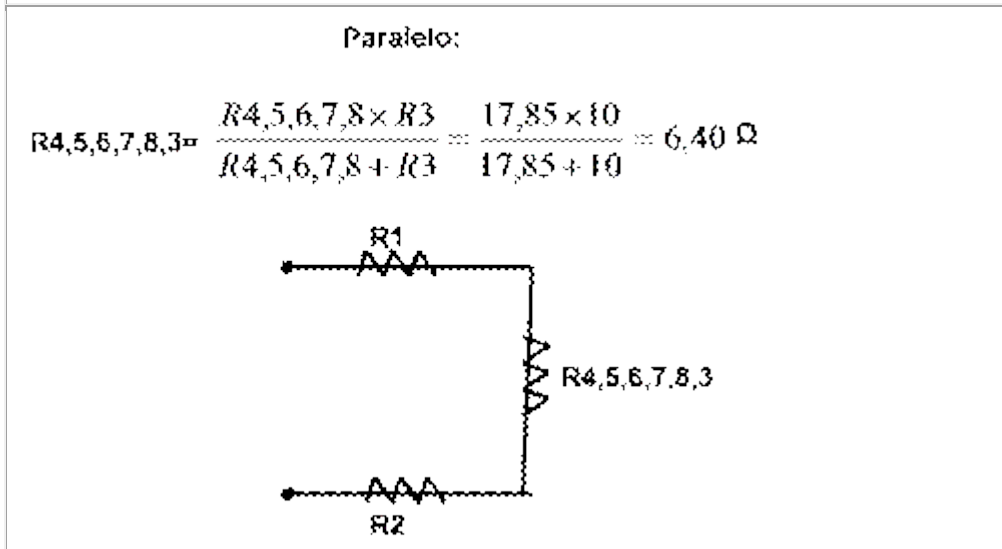 Paralelo:
R4,5,6,7,8,3= R4,5,6,7,8 × R3 / R4,5,6,7,8 + R3 = 17,85 × 10 / 17,85 + 10 = 6,40 Ω
R1
R4,5,6,7,8,3
R2